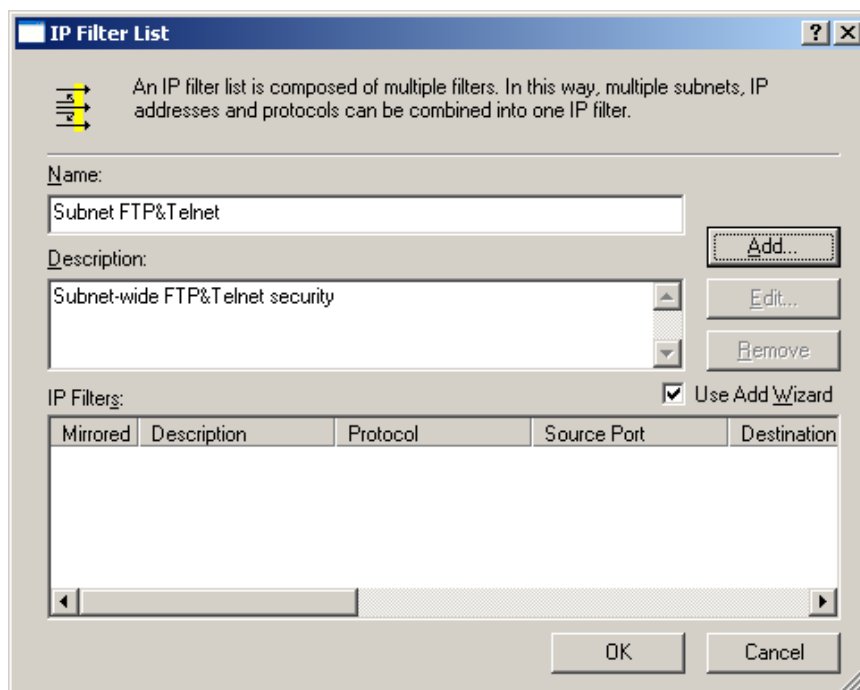 IP Filter List
An IP filter list is composed of multiple filters. In this way, multiple subnets, IP
addresses and protocols can be combined into one IP filter.
Name:
Subnet FTP&Telnet
Add...
Description:
Subnet-wide FTP&Telnet security
Edit...
Remove
IP Filters:
Use Add Wizard
Mirrored Description Protocol Source Port Destination
OK Cancel